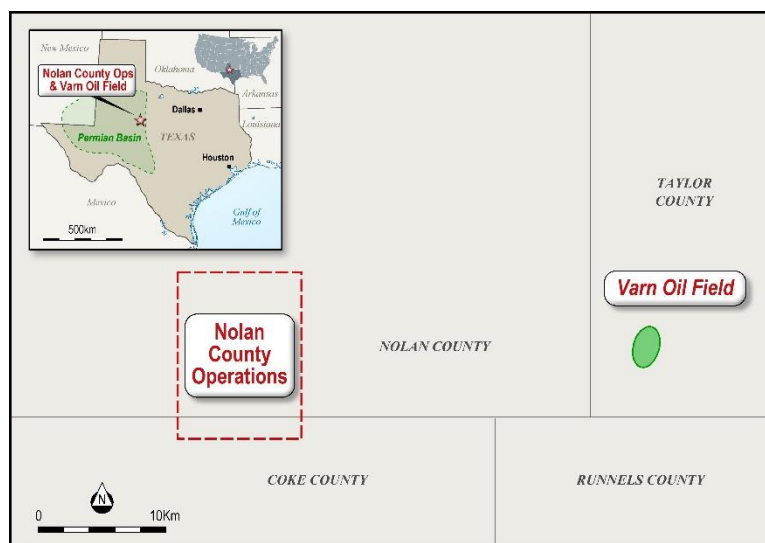 New Mexico
Oklahoma
Arkansas
Louisiana
Nolan County Ops
& Varn Oil Field
Dallas
TEXAS
Permian Basin
Houston
Mexico
Gulf of
Mexico
500km
TAYLOR
COUNTY
Varn Oil Field
Nolan
County
Operations
NOLAN COUNTY
COKE COUNTY
RUNNELS COUNTY
N
0 10Km